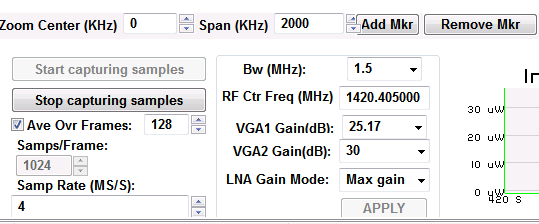 Zoom Center (KHz) 0 Span (KHz) 2000 Add Mkr Remove Mkr
Start capturing samples
Stop capturing samples
Ave Ovr Frames: 128
Samps/Frame:
1024
Samp Rate (MS/S):
4
Bw (MHz): 1.5
RF Ctr Freq (MHz) 1420.405000
VGA1 Gain(dB): 25.17
VGA2 Gain(dB): 30
LNA Gain Mode: Max gain
APPLY
30 uW
20 uW
10 uW
0 uW
420 S